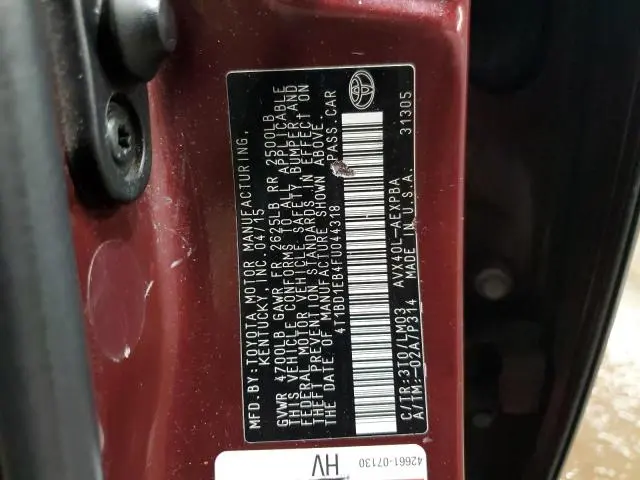 MFD.BY:TOYOTA MOTOR MANUFACTURING,
KENTUCKY, INC. 04/15
GVWR 4700LB GAWR FR 2625LB RR 2500LB
THIS VEHICLE CONFORMS TO ALL APPLICABLE
FEDERAL MOTOR VEHICLE SAFETY, BUMPER, AND
THEFT PREVENTION STANDARDS IN EFFECT ON
THE DATE OF MANUFACTURE SHOWN ABOVE.
4T1BD1EB4FU044318 PASS. CAR
C/TR:3T0/LM03 AVX40L-AEXPBA
A/TM:-02A7P314 MADE IN U.S.A. 31305
42661-07130
HV